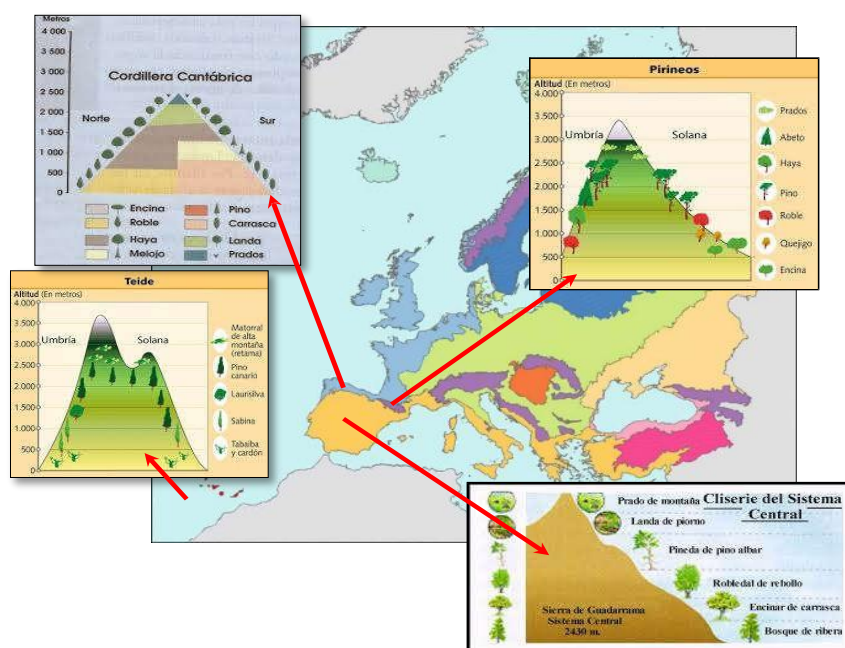 Metros
4 000
3 500
3 000
2 500
2 000
1 500
1 000
500
0
Cordillera Cantábrica
Norte
Sur
Encina
Roble
Haya
Melojo
Pino
Carrasca
Landa
Prados
Pirineos
Altitud (En metros)
4.000
3.500
3.000
2.500
2.000
1.500
1.000
500
0
Umbría
Solana
Prados
Abeto
Haya
Pino
Roble
Quejigo
Encina
Teide
Altitud (En metros)
4.000
3.500
3.000
2.500
2.000
1.500
1.000
500
0
Umbría
Solana
Matorral
de alta
montaña
(retama)
Pino
canario
Laurisilva
Sabina
Tabaiba
y cardón
Cliserie del Sistema
Central
Prado de montaña
Landa de piorno
Pineda de pino albar
Robledal de rebollo
Encinar de carrasca
Bosque de ribera
Sierra de Guadarrama
Sistema Central
2430 m.